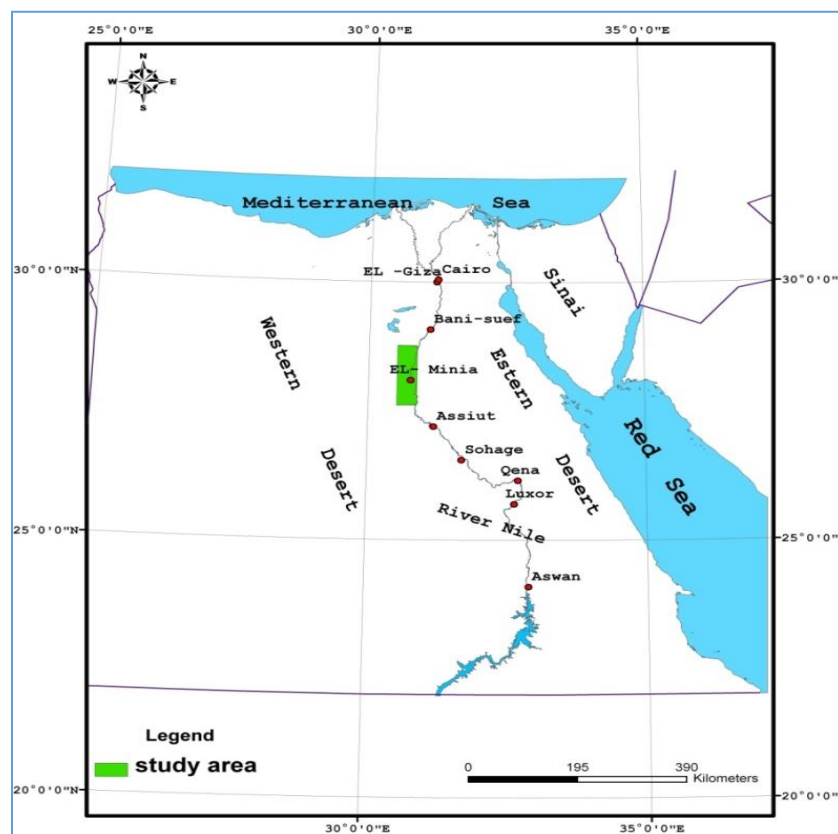 25°0'0"E 30°0'0"E 35°0'0"E
N
W E
S
Mediterranean Sea
30°0'0"N 30°0'0"N
EL -Giza Cairo
Sinai
Bani-suef
Western Desert
EL- Minia
Estern Desert
Assiut
Red Sea
Sohage
Qena
Luxor
River Nile
25°0'0"N 25°0'0"N
Aswan
Legend
study area
0 195 390
Kilometers
20°0'0"N 20°0'0"N
30°0'0"E 35°0'0"E